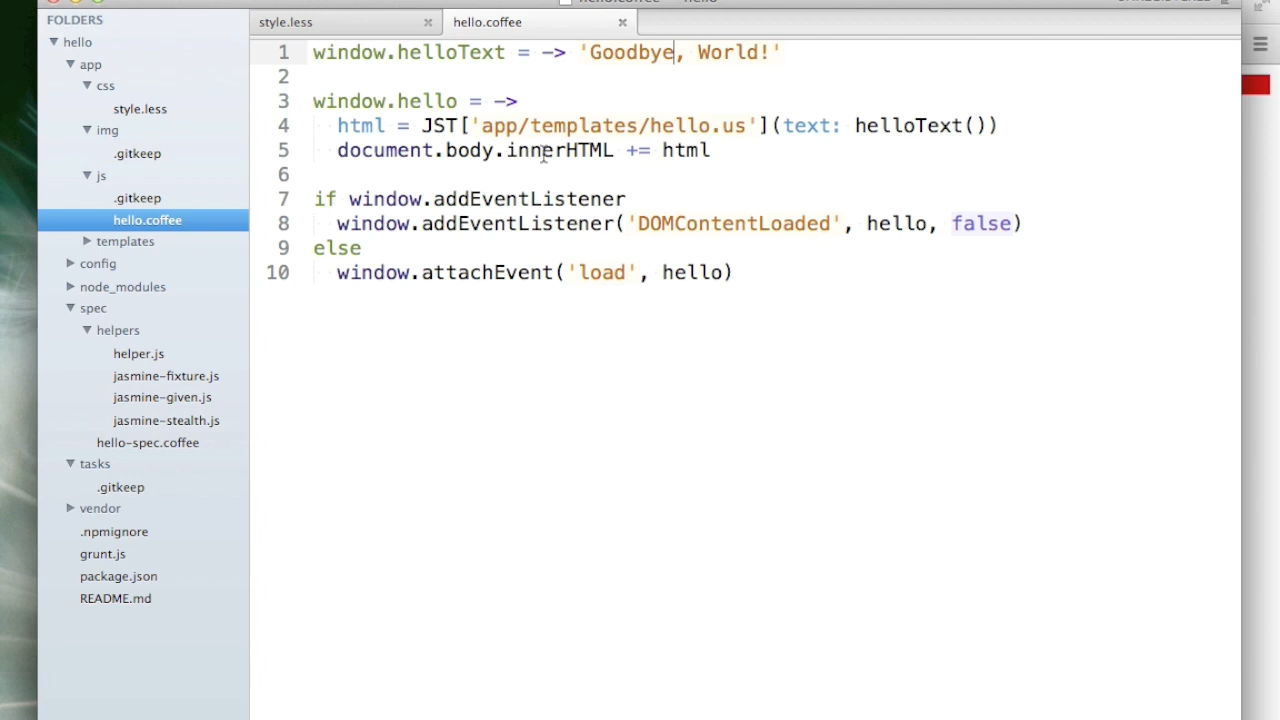 FOLDERS
hello
app
css
style.less
img
.gitkeep
js
.gitkeep
hello.coffee
templates
config
node_modules
spec
helpers
helper.js
jasmine-fixture.js
jasmine-given.js
jasmine-stealth.js
hello-spec.coffee
tasks
.gitkeep
vendor
.npmignore
grunt.js
package.json
README.md
style.less
hello.coffee
1 window.helloText = -> 'Goodbye, World!'
2
3 window.hello = ->
4 html = JST['app/templates/hello.us'](text: helloText())
5 document.body.innerHTML += html
6
7 if window.addEventListener
8 window.addEventListener('DOMContentLoaded', hello, false)
9 else
10 window.attachEvent('load', hello)